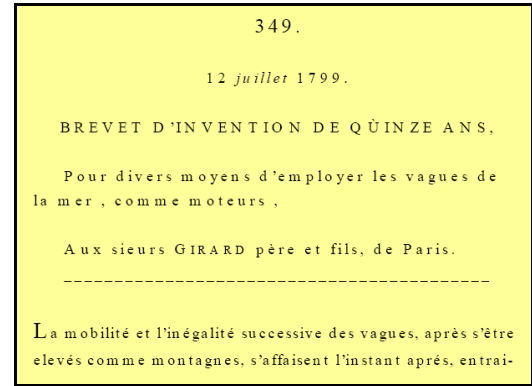 349.
12 juillet 1799.
BREVET D'INVENTION DE QÙINZE ANS,
Pour divers moyens d'employer les vagues de
la mer , comme moteurs ,
Aux sieurs GIRARD père et fils, de Paris.
La mobilité et l'inégalité successive des vagues, après s'être
elevés comme montagnes, s'affaisent l'instant aprés, entrai-